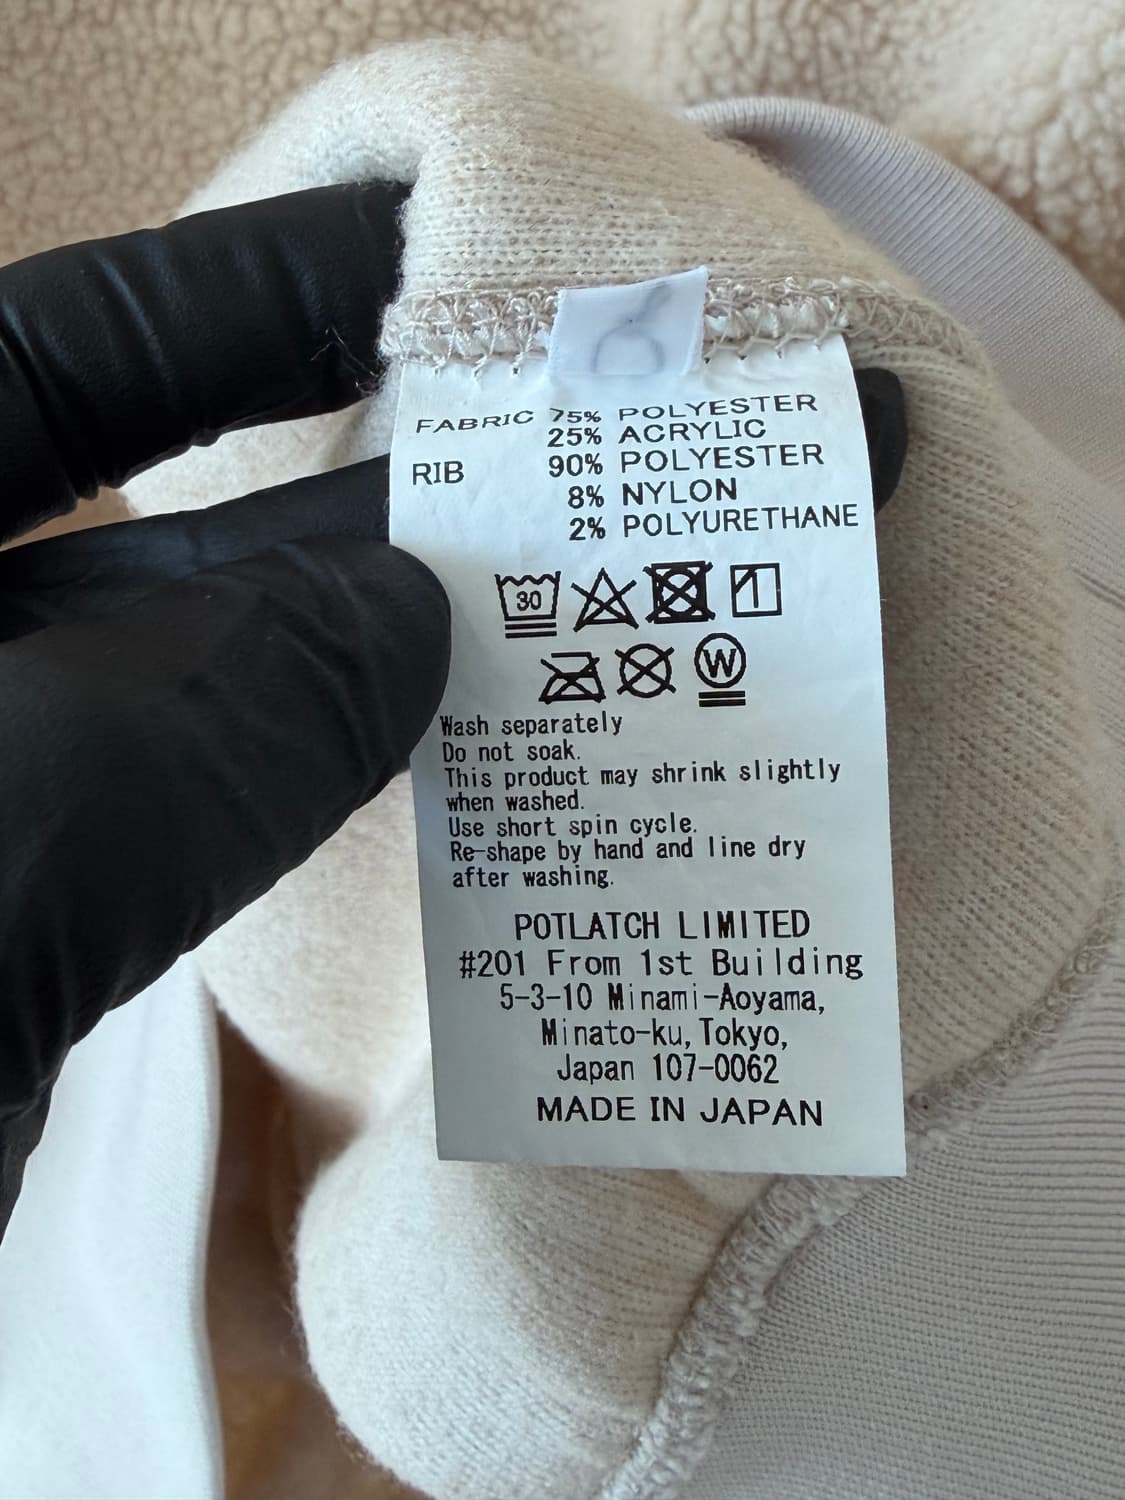 FABRIC 75% POLYESTER
25% ACRYLIC
RIB 90% POLYESTER
8% NYLON
2% POLYURETHANE
30
W
Wash separately
Do not soak.
This product may shrink slightly
when washed.
Use short spin cycle.
Re-shape by hand and line dry
after washing.
POTLATCH LIMITED
#201 From 1st Building
5-3-10 Minami-Aoyama,
Minato-ku, Tokyo,
Japan 107-0062
MADE IN JAPAN